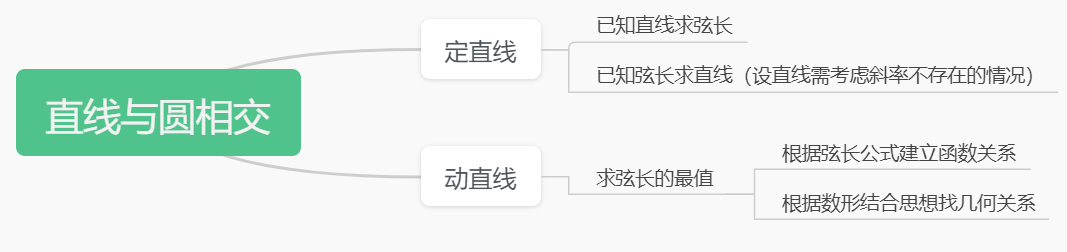 直线与圆相交
定直线
已知直线求弦长
已知弦长求直线（设直线需考虑斜率不存在的情况）
动直线
求弦长的最值
根据弦长公式建立函数关系
根据数形结合思想找几何关系